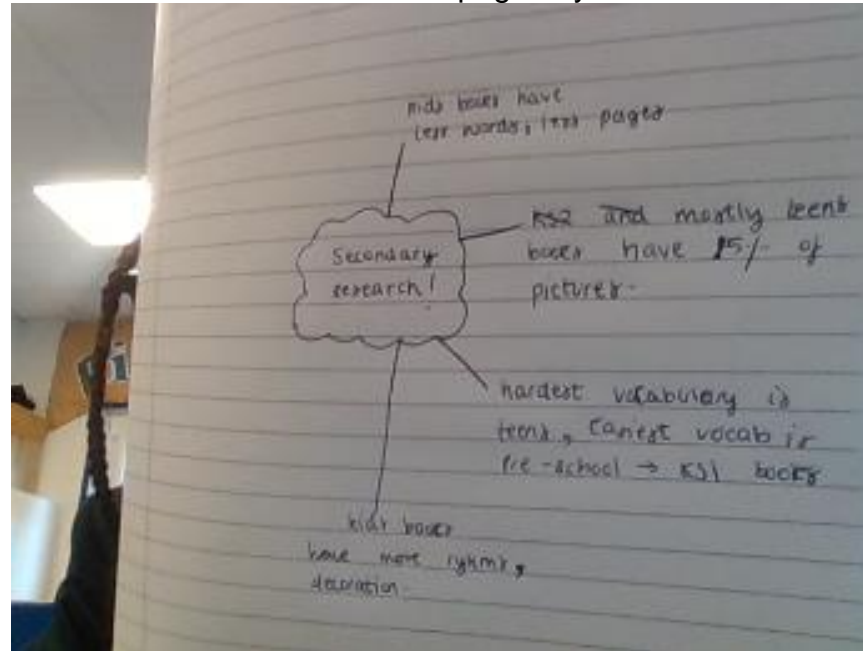 kids books have
less words, less pages
Secondary
research!
KS2 and mostly teens
books have 15% of
pictures.
hardest vocabulary is
teens, easiest vocab is
Pre-school → KS1 books
kids books
have more rhymes,
decoration.